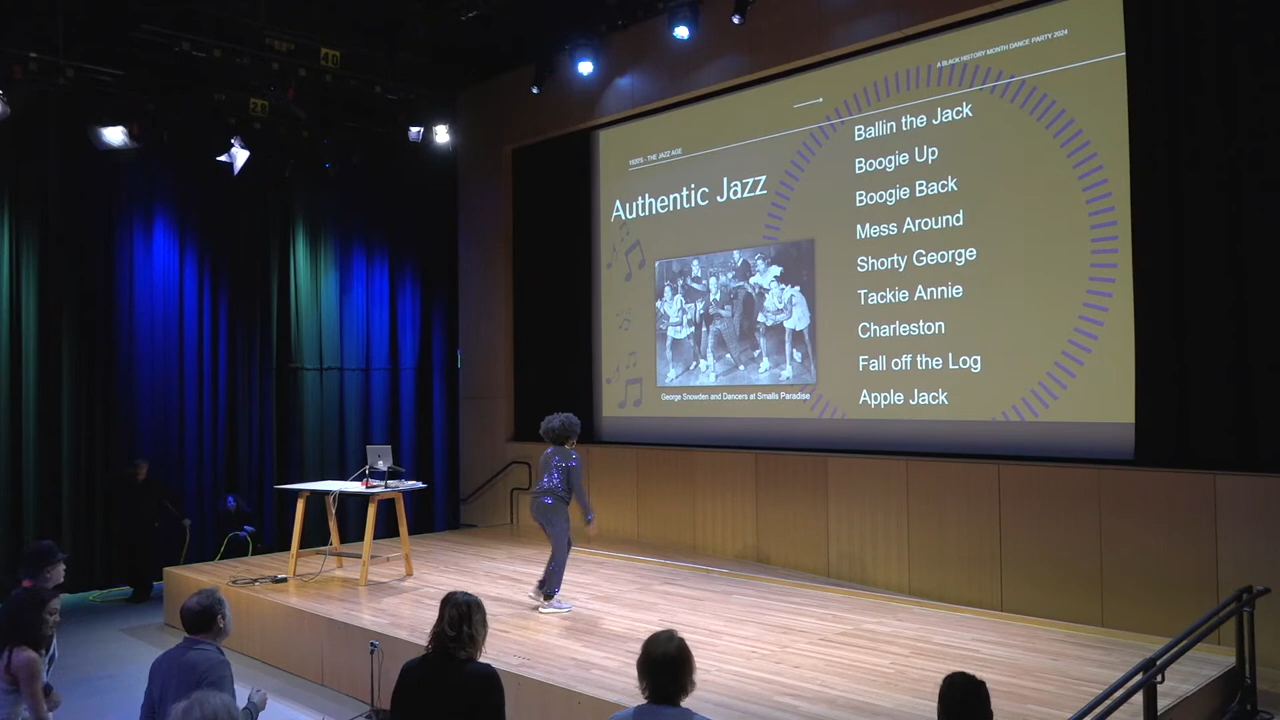 40
28
A BLACK HISTORY MONTH DANCE PARTY 2024
1920'S - THE JAZZ AGE
Authentic Jazz
George Snowden and Dancers at Smalls Paradise
Ballin the Jack
Boogie Up
Boogie Back
Mess Around
Shorty George
Tackie Annie
Charleston
Fall off the Log
Apple Jack